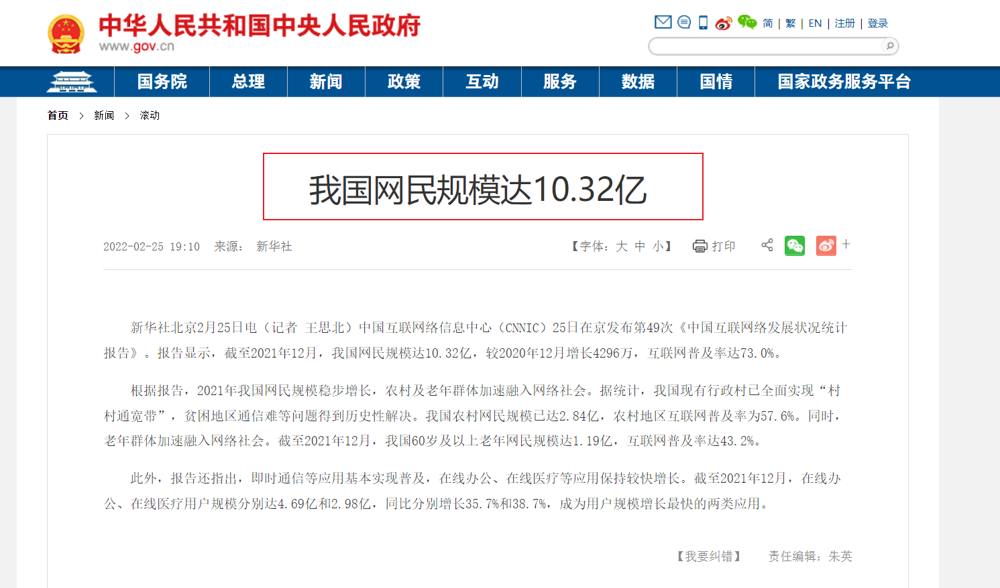 中华人民共和国中央人民政府
www.gov.cn
简 | 繁 | EN | 注册 | 登录
国务院 总理 新闻 政策 互动 服务 数据 国情 国家政务服务平台
首页 > 新闻 > 滚动
我国网民规模达10.32亿
2022-02-25 19:10 来源： 新华社 【字体：大 中 小】 打印
新华社北京2月25日电（记者 王思北）中国互联网络信息中心（CNNIC）25日在京发布第49次《中国互联网络发展状况统计
报告》。报告显示，截至2021年12月，我国网民规模达10.32亿，较2020年12月增长4296万，互联网普及率达73.0%。
根据报告，2021年我国网民规模稳步增长，农村及老年群体加速融入网络社会。据统计，我国现有行政村已全面实现“村
村通宽带”，贫困地区通信难等问题得到历史性解决。我国农村网民规模已达2.84亿，农村地区互联网普及率为57.6%。同时，
老年群体加速融入网络社会。截至2021年12月，我国60岁及以上老年网民规模达1.19亿，互联网普及率达43.2%。
此外，报告还指出，即时通信等应用基本实现普及，在线办公、在线医疗等应用保持较快增长。截至2021年12月，在线办
公、在线医疗用户规模分别达4.69亿和2.98亿，同比分别增长35.7%和38.7%，成为用户规模增长最快的两类应用。
【我要纠错】 责任编辑：朱英